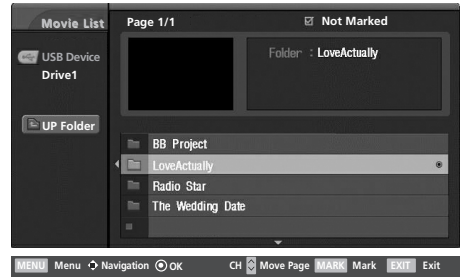 Movie List
Page 1/1
Not Marked
USB Device
Drive1
Folder : LoveActually
UP Folder
BB Project
LoveActually
Radio Star
The Wedding Date
MENU Menu Navigation OK CH Move Page MARK Mark EXIT Exit